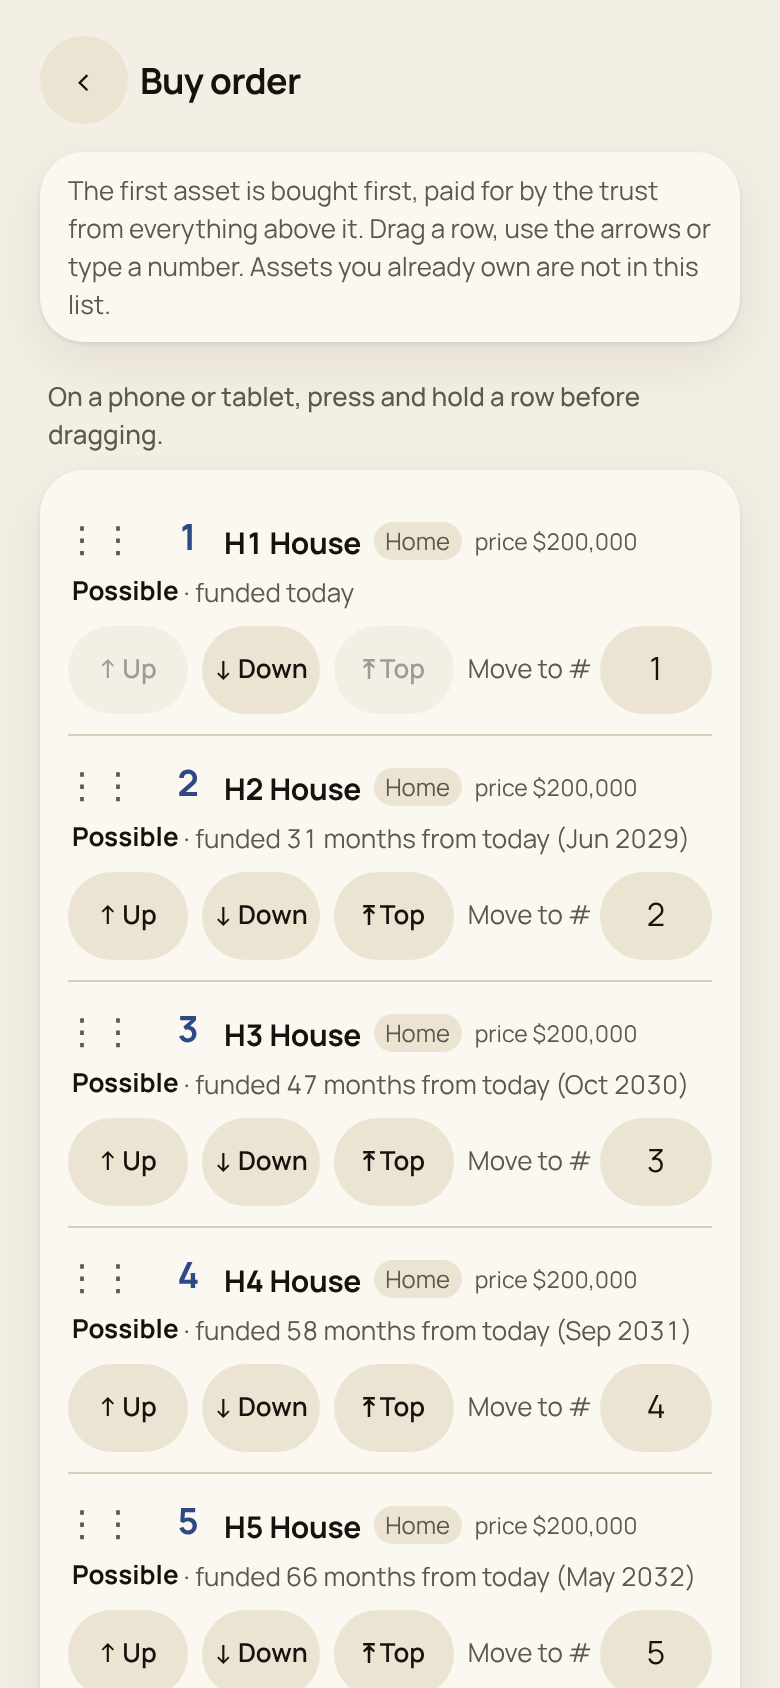 ‹ Buy order
The first asset is bought first, paid for by the trust
from everything above it. Drag a row, use the arrows or
type a number. Assets you already own are not in this
list.
On a phone or tablet, press and hold a row before
dragging.
⋮⋮ 1 H1 House Home price $200,000
Possible · funded today
↑ Up ↓ Down ⤒ Top Move to # 1
⋮⋮ 2 H2 House Home price $200,000
Possible · funded 31 months from today (Jun 2029)
↑ Up ↓ Down ⤒ Top Move to # 2
⋮⋮ 3 H3 House Home price $200,000
Possible · funded 47 months from today (Oct 2030)
↑ Up ↓ Down ⤒ Top Move to # 3
⋮⋮ 4 H4 House Home price $200,000
Possible · funded 58 months from today (Sep 2031)
↑ Up ↓ Down ⤒ Top Move to # 4
⋮⋮ 5 H5 House Home price $200,000
Possible · funded 66 months from today (May 2032)
↑ Up ↓ Down ⤒ Top Move to # 5